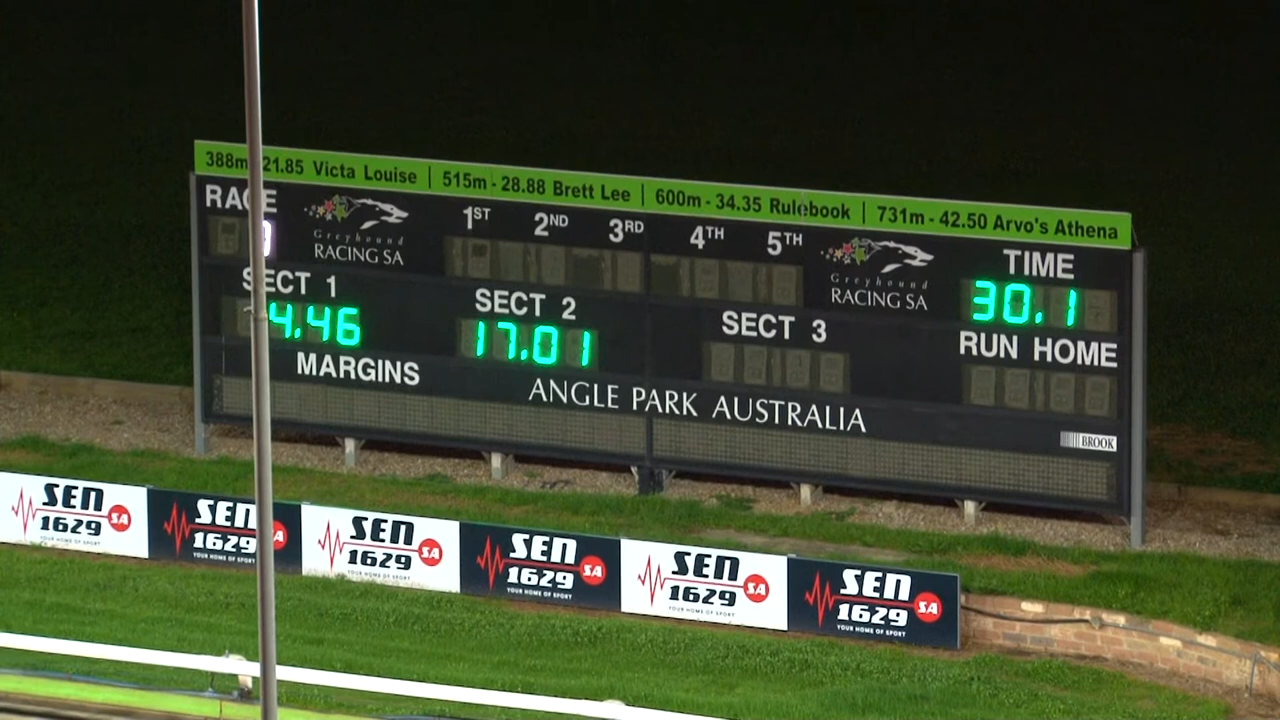 388m 21.85 Victa Louise | 515m - 28.88 Brett Lee | 600m - 34.35 Rulebook | 731m - 42.50 Arvo's Athena
RACE
Greyhound
RACING SA
1ST 2ND 3RD 4TH 5TH
Greyhound
RACING SA
TIME
30.1
SECT 1
4.46
SECT 2
17.01
SECT 3
RUN HOME
MARGINS
ANGLE PARK AUSTRALIA
BROOK
SEN
1629
SA
YOUR HOME OF SPORT
SEN
1629
A
YOUR HOME OF SPORT
SEN
1629
SA
YOUR HOME OF SPORT
SEN
1629
SA
YOUR HOME OF SPORT
SEN
1629
SA
YOUR HOME OF SPORT
SEN
1629
SA
YOUR HOME OF SPORT